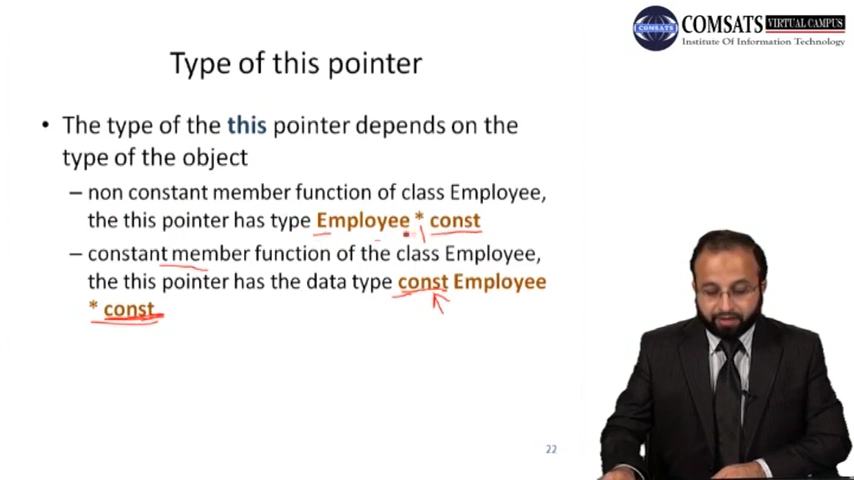 COMSATS VIRTUAL CAMPUS
COMSATS
Institute Of Information Technology
Type of this pointer
• The type of the this pointer depends on the
type of the object
– non constant member function of class Employee,
the this pointer has type Employee * const
– constant member function of the class Employee,
the this pointer has the data type const Employee
* const
22